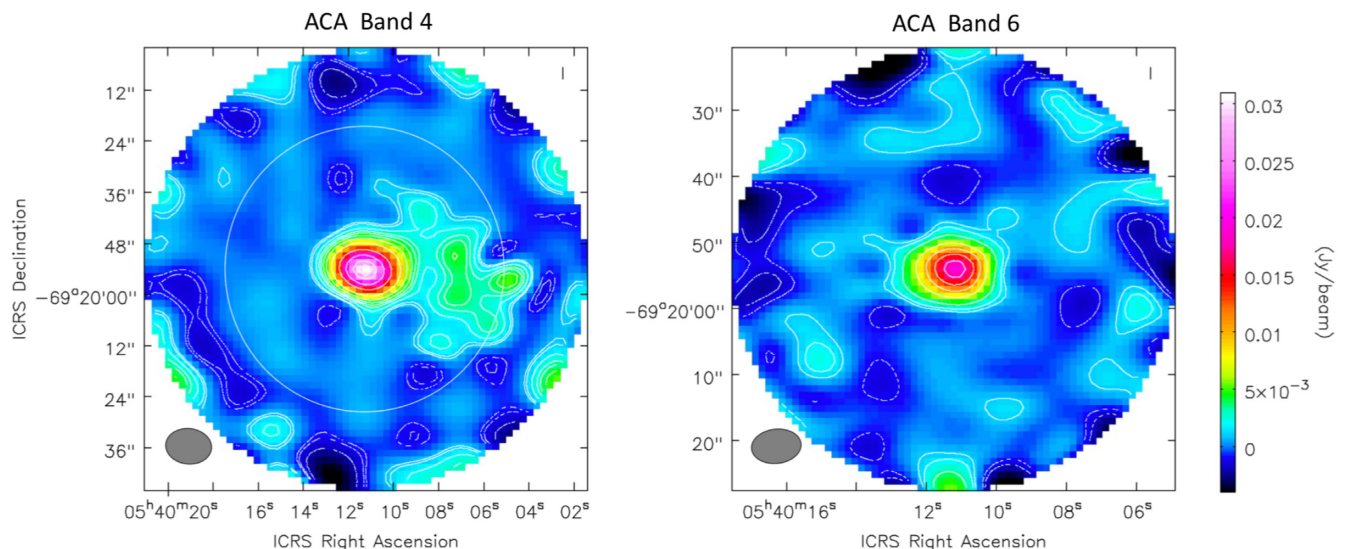 ACA Band 4
ICRS Declination
12"
24"
36"
48"
−69°20'00"
12"
24"
36"
05ʰ40ᵐ20ˢ 16ˢ 12ˢ 10ˢ 08ˢ 06ˢ 04ˢ 02ˢ
ICRS Right Ascension
I
ACA Band 6
30"
40"
50"
−69°20'00"
10"
20"
05ʰ40ᵐ16ˢ 12ˢ 10ˢ 08ˢ 06ˢ
ICRS Right Ascension
I
0.03
0.025
0.02
0.015
0.01
5×10⁻³
0
(Jy/beam)